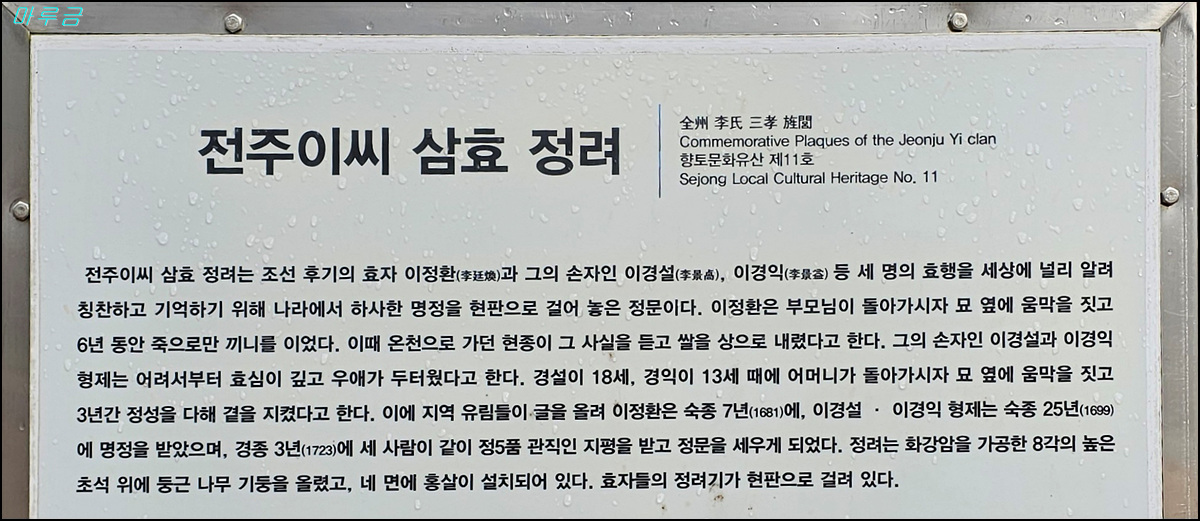 미루금
전주이씨 삼효 정려
全州 李氏 三孝 旌閭
Commemorative Plaques of the Jeonju Yi clan
향토문화유산 제11호
Sejong Local Cultural Heritage No. 11
전주이씨 삼효 정려는 조선 후기의 효자 이정환(李廷煥)과 그의 손자인 이경설(李景卨), 이경익(李景益) 등 세 명의 효행을 세상에 널리 알려
칭찬하고 기억하기 위해 나라에서 하사한 명정을 현판으로 걸어 놓은 정문이다. 이정환은 부모님이 돌아가시자 묘 옆에 움막을 짓고
6년 동안 죽으로만 끼니를 이었다. 이때 온천으로 가던 현종이 그 사실을 듣고 쌀을 상으로 내렸다고 한다. 그의 손자인 이경설과 이경익
형제는 어려서부터 효심이 깊고 우애가 두터웠다고 한다. 경설이 18세, 경익이 13세 때에 어머니가 돌아가시자 묘 옆에 움막을 짓고
3년간 정성을 다해 곁을 지켰다고 한다. 이에 지역 유림들이 글을 올려 이정환은 숙종 7년(1681)에, 이경설 · 이경익 형제는 숙종 25년(1699)
에 명정을 받았으며, 경종 3년(1723)에 세 사람이 같이 정5품 관직인 지평을 받고 정문을 세우게 되었다. 정려는 화강암을 가공한 8각의 높은
초석 위에 둥근 나무 기둥을 올렸고, 네 면에 홍살이 설치되어 있다. 효자들의 정려기가 현판으로 걸려 있다.